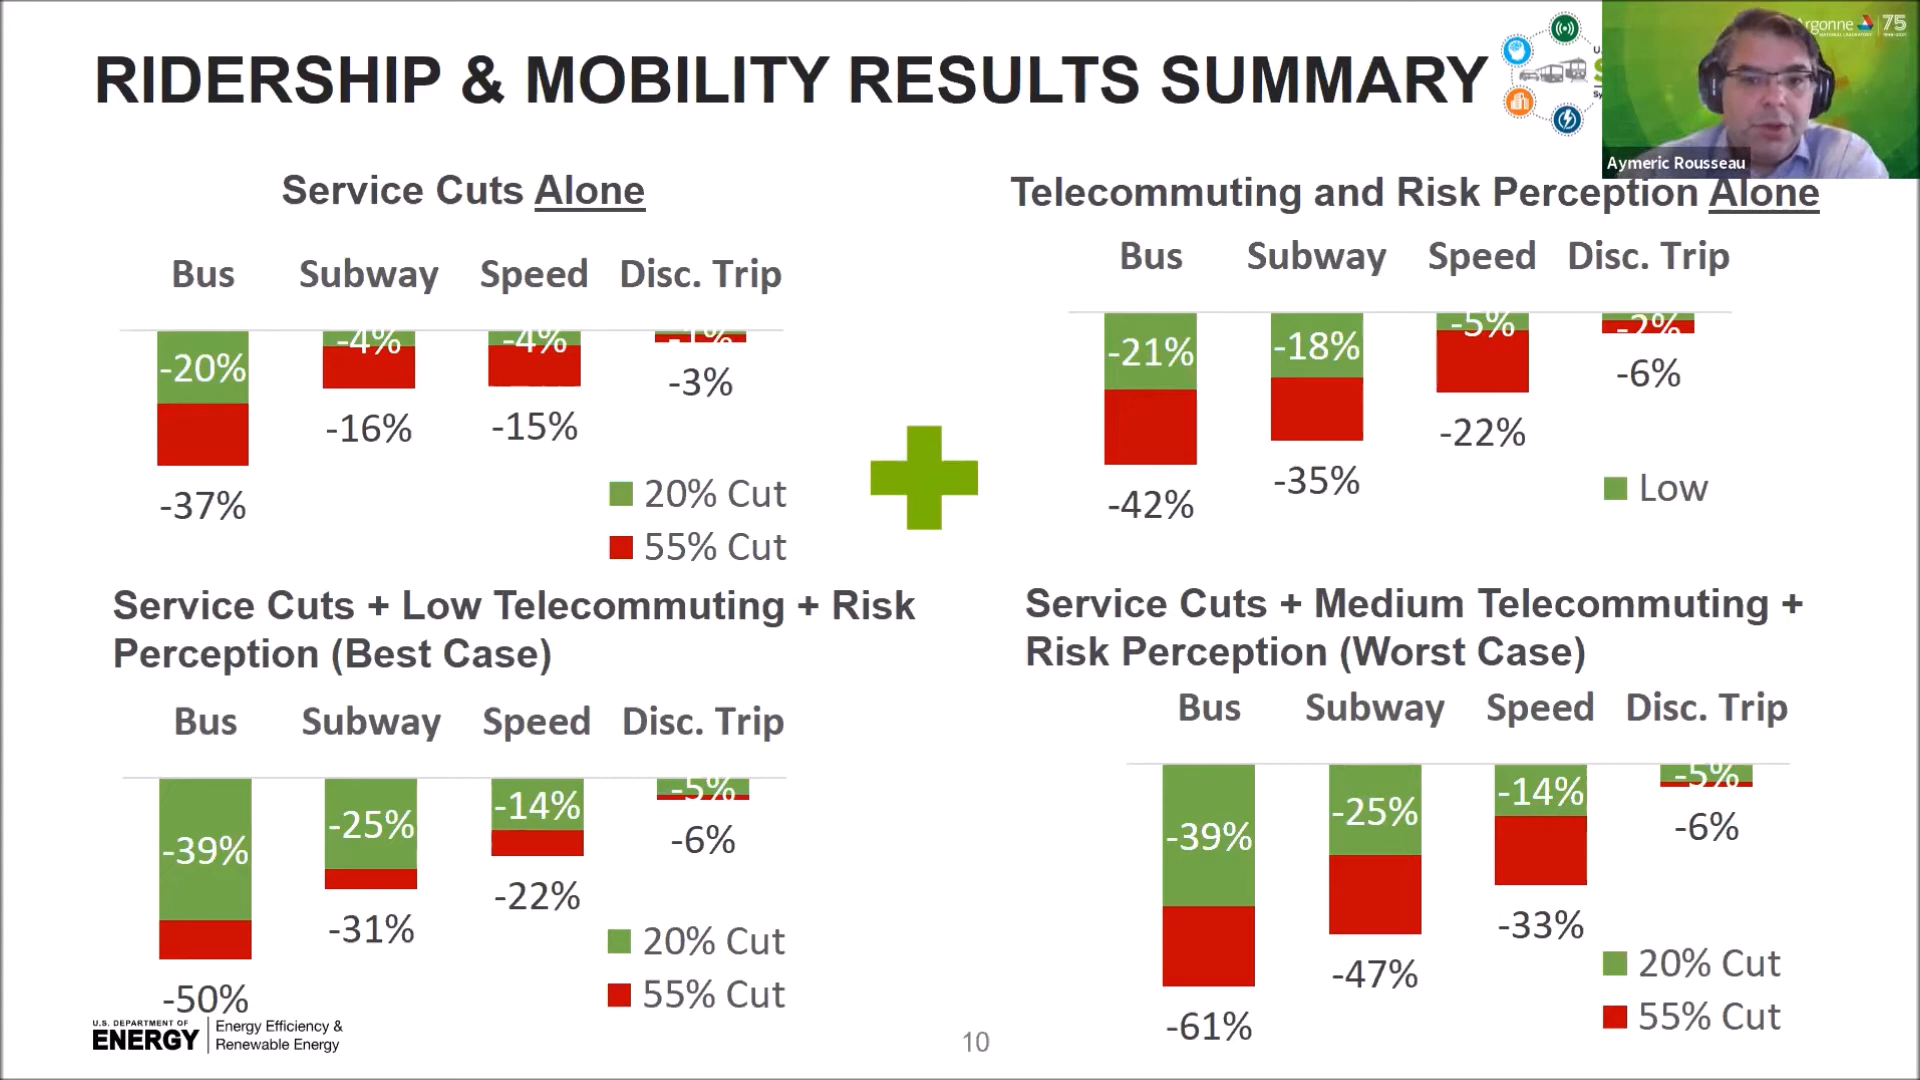 RIDERSHIP & MOBILITY RESULTS SUMMARY
Argonne
NATIONAL LABORATORY
75
Aymeric Rousseau
Service Cuts Alone
Bus Subway Speed Disc. Trip
-20% -4% -4% -1%
-37% -16% -15% -3%
20% Cut
55% Cut
Telecommuting and Risk Perception Alone
Bus Subway Speed Disc. Trip
-21% -18% -5% -2%
-42% -35% -22% -6%
Low
Service Cuts + Low Telecommuting + Risk
Perception (Best Case)
Bus Subway Speed Disc. Trip
-39% -25% -14% -5%
-50% -31% -22% -6%
20% Cut
55% Cut
Service Cuts + Medium Telecommuting +
Risk Perception (Worst Case)
Bus Subway Speed Disc. Trip
-39% -25% -14% -5%
-61% -47% -33% -6%
20% Cut
55% Cut
U.S. DEPARTMENT OF
ENERGY
Energy Efficiency &
Renewable Energy
10